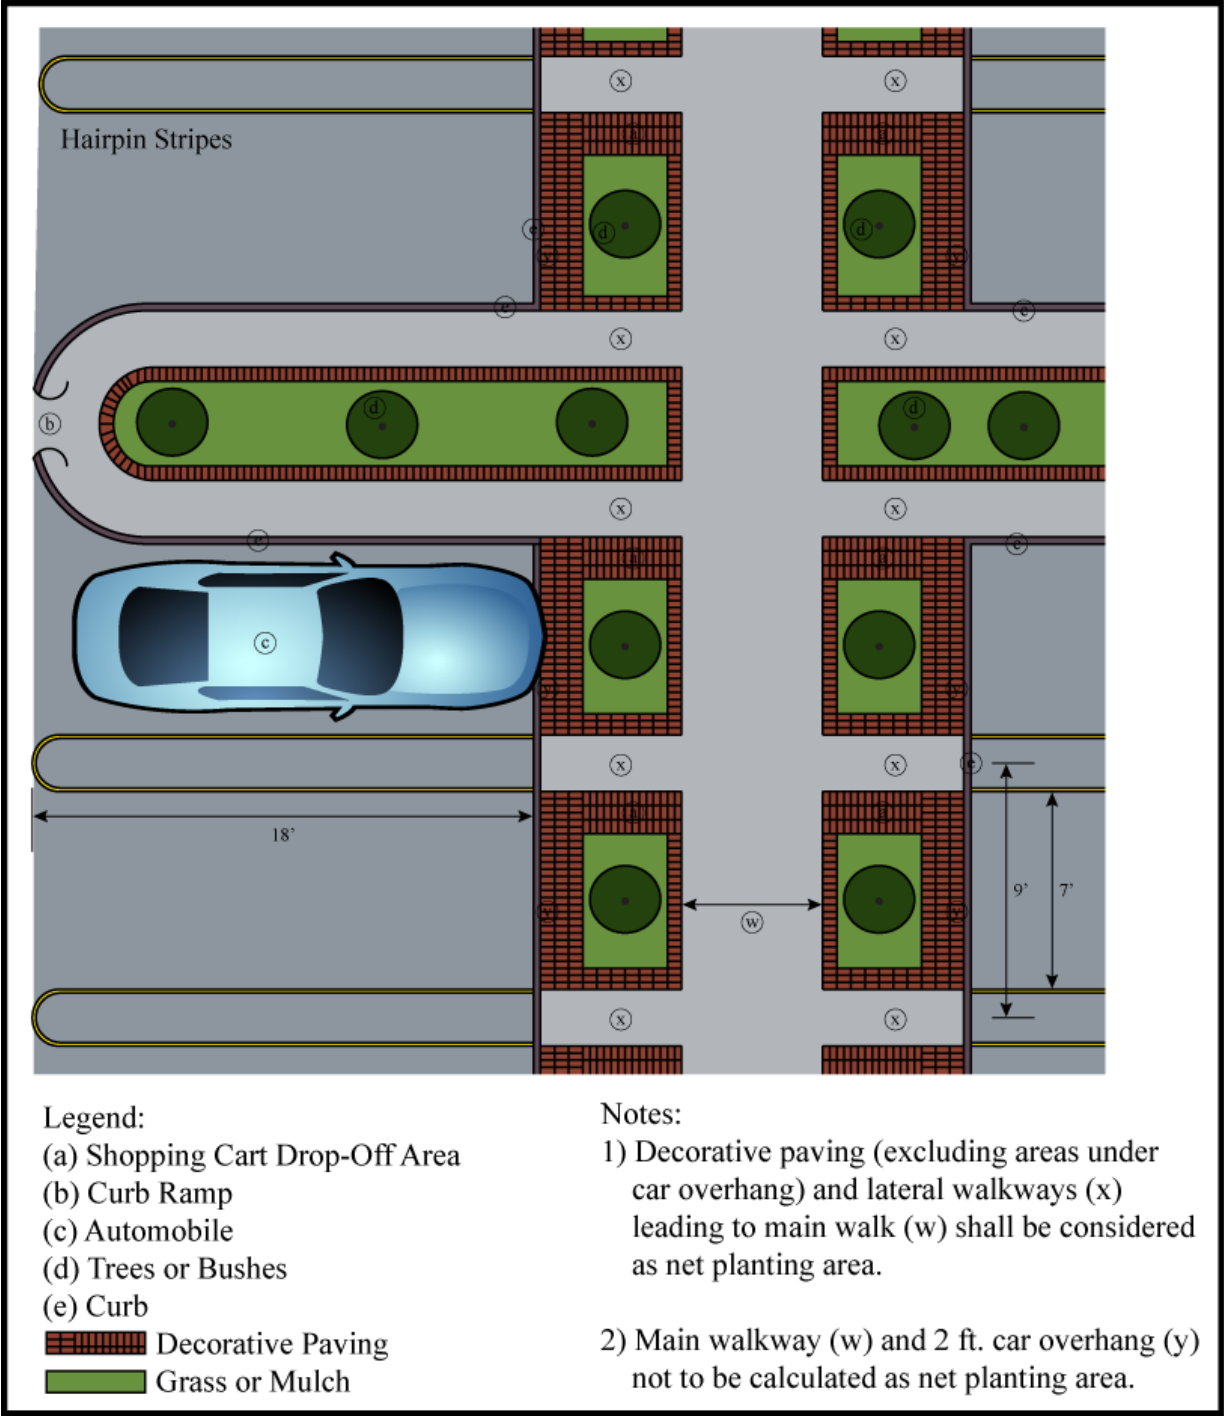 x x
a a
Hairpin Stripes
e d d
y y
e e
x x
d d
b
x x
e e
a a
c
y y
x x e
a a
18’
9’ 7’
y y
w
x x
Legend:
(a) Shopping Cart Drop-Off Area
(b) Curb Ramp
(c) Automobile
(d) Trees or Bushes
(e) Curb
Decorative Paving
Grass or Mulch
Notes:
1) Decorative paving (excluding areas under
car overhang) and lateral walkways (x)
leading to main walk (w) shall be considered
as net planting area.
2) Main walkway (w) and 2 ft. car overhang (y)
not to be calculated as net planting area.